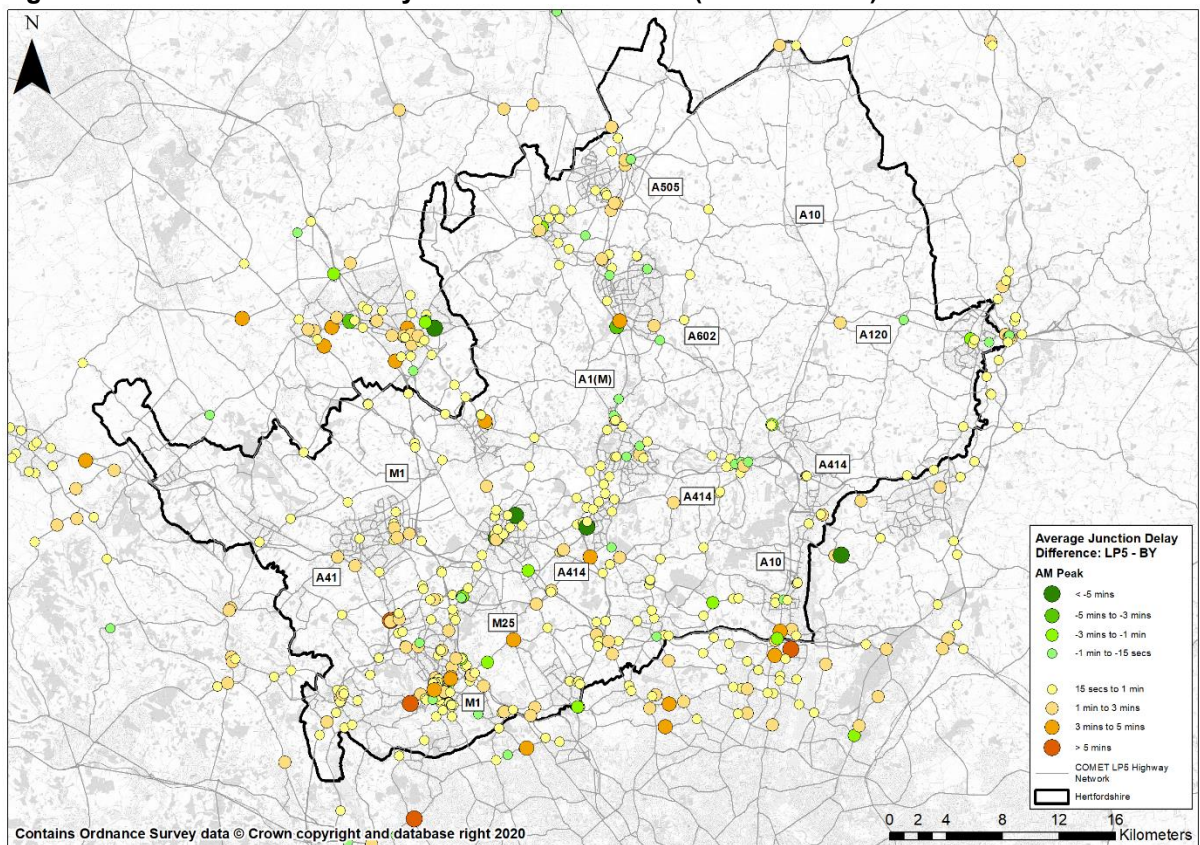 N
A505
A10
A602
A120
A1(M)
M1
A414
A414
A10
A41
A414
M25
M1
Average Junction Delay
Difference: LP5 - BY
AM Peak
< -5 mins
-5 mins to -3 mins
-3 mins to -1 min
-1 min to -15 secs
15 secs to 1 min
1 min to 3 mins
3 mins to 5 mins
> 5 mins
COMET LP5 Highway
Network
Hertfordshire
0 2 4 8 12 16
Kilometers
Contains Ordnance Survey data © Crown copyright and database right 2020